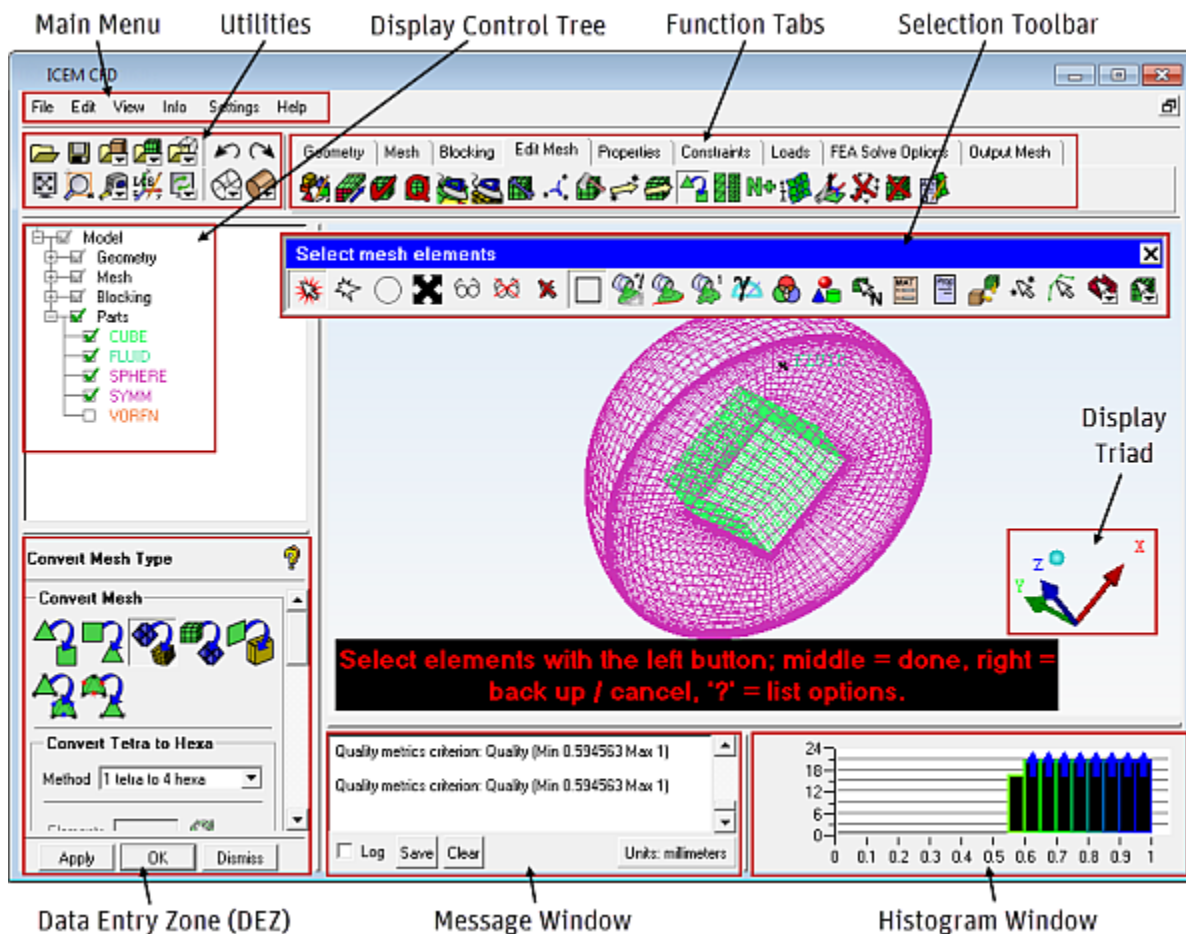 Main Menu
Utilities
Display Control Tree
Function Tabs
Selection Toolbar
ICEM CFD
File Edit View Info Settings Help
Geometry Mesh Blocking Edit Mesh Properties Constraints Loads FEA Solve Options Output Mesh
Model
Geometry
Mesh
Blocking
Parts
CUBE
FLUID
SPHERE
SYMM
VORFN
Select mesh elements
Display
Triad
X
Z
Y
Select elements with the left button; middle = done, right =
back up / cancel, '?' = list options.
Convert Mesh Type
Convert Mesh
Convert Tetra to Hexa
Method 1 tetra to 4 hexa
Apply OK Dismiss
Quality metrics criterion: Quality (Min 0.594563 Max 1)
Quality metrics criterion: Quality (Min 0.594563 Max 1)
Log Save Clear Units: millimeters
24
18
12
6
0
0 0.1 0.2 0.3 0.4 0.5 0.6 0.7 0.8 0.9 1
Data Entry Zone (DEZ)
Message Window
Histogram Window